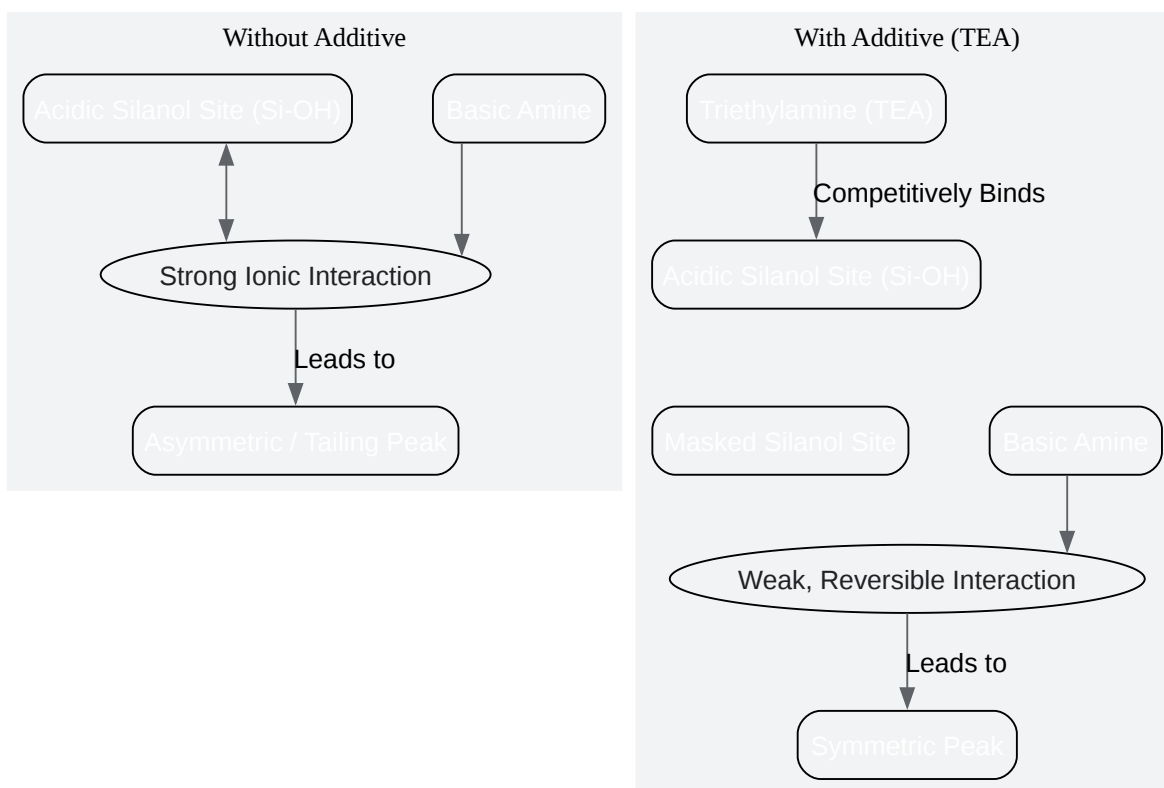 Without Additive
Acidic Silanol Site (Si-OH)
Basic Amine
Strong Ionic Interaction
Leads to
Asymmetric / Tailing Peak
With Additive (TEA)
Triethylamine (TEA)
Competitively Binds
Acidic Silanol Site (Si-OH)
Masked Silanol Site
Basic Amine
Weak, Reversible Interaction
Leads to
Symmetric Peak